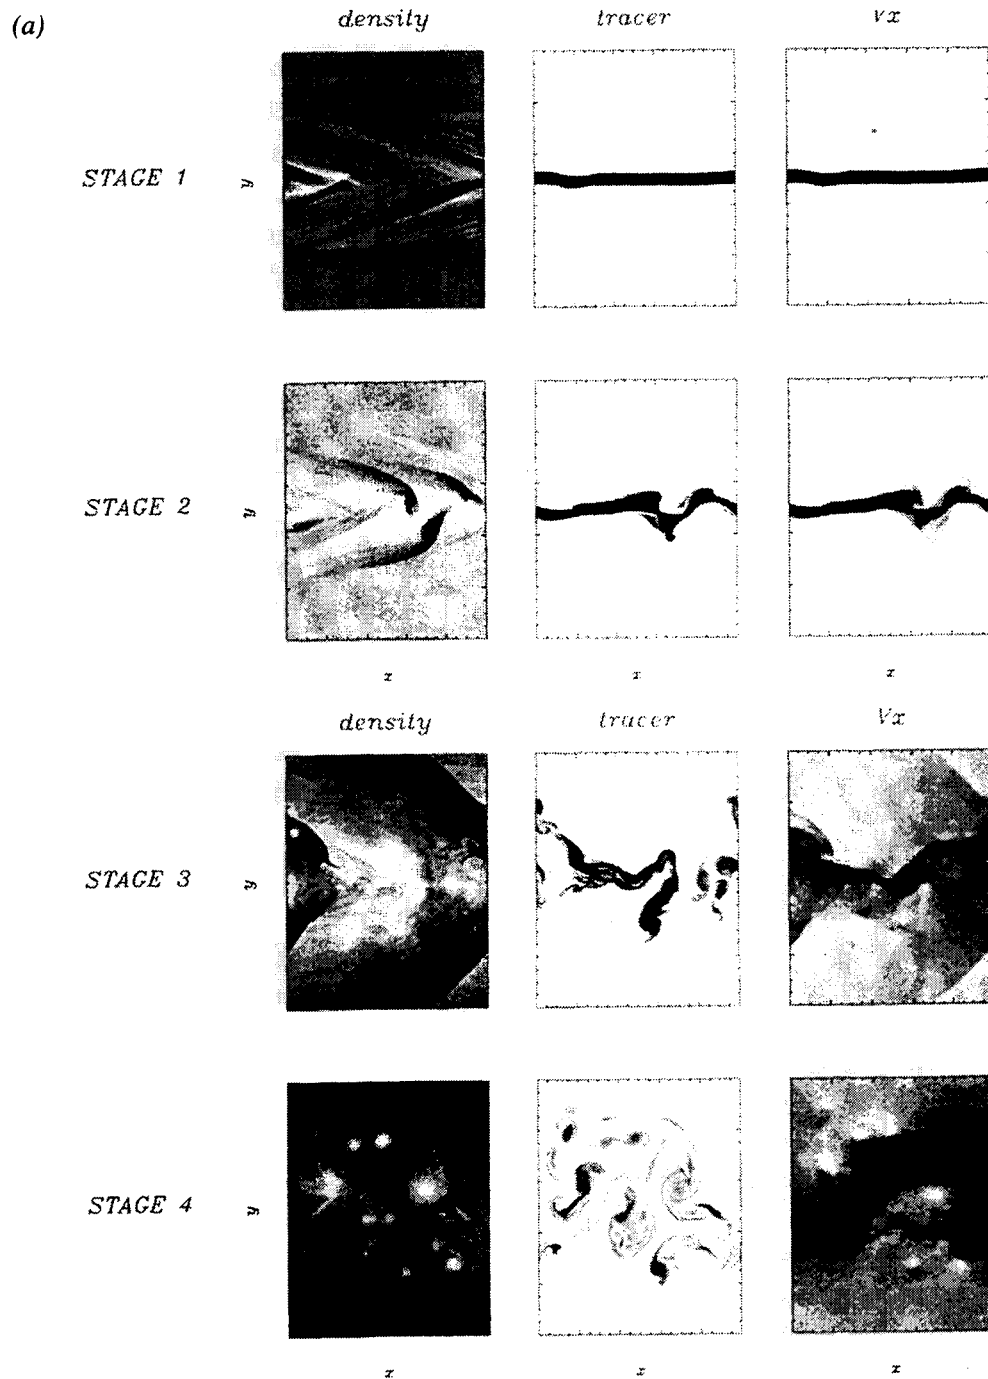 (a)
density tracer Vx
STAGE 1 y
STAGE 2 y
x x x
density tracer Vx
STAGE 3 y
STAGE 4 y
x x x